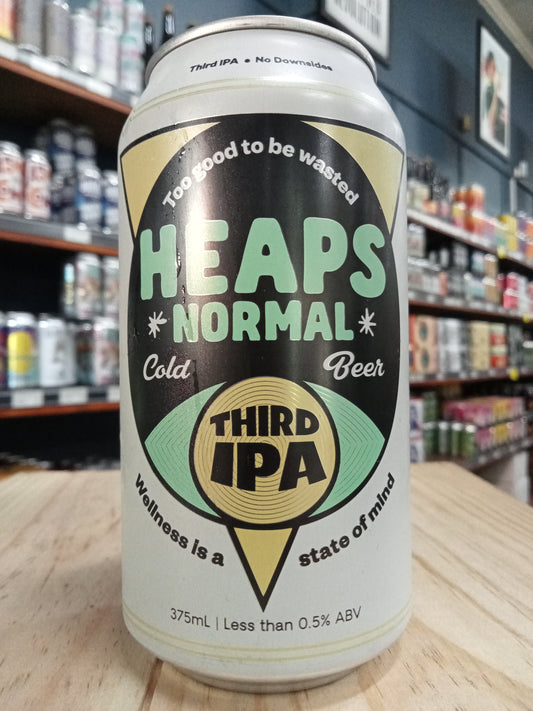 Third IPA • No Downsides
Too good to be wasted
HEAPS
NORMAL
Cold Beer
THIRD
IPA
Wellness is a state of mind
375mL | Less than 0.5% ABV